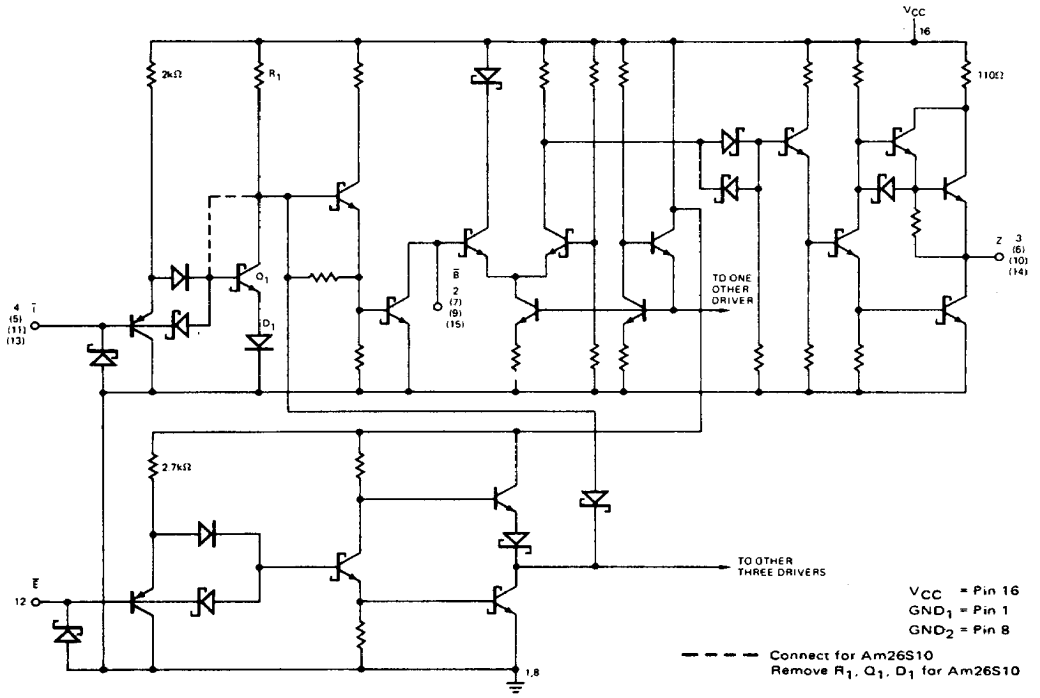 VCC
16
2kΩ
R1
110Ω
Q1
D1
4
(5)
(11)
(13)
I̅
B̅
2
(7)
(9)
(15)
TO ONE
OTHER
DRIVER
Z
3
(6)
(10)
(14)
2.7kΩ
E̅
12
TO OTHER
THREE DRIVERS
1,8
VCC = Pin 16
GND1 = Pin 1
GND2 = Pin 8
Connect for Am26S10
Remove R1, Q1, D1 for Am26S10